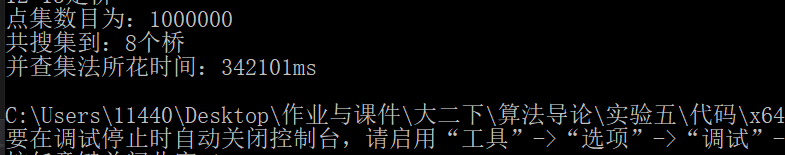 点集数目为：1000000
共搜集到：8个桥
并查集法所花时间：342101ms
C:\Users\11440\Desktop\作业与课件\大二下\算法导论\实验五\代码\x64
要在调试停止时自动关闭控制台，请启用“工具”->“选项”->“调试”-